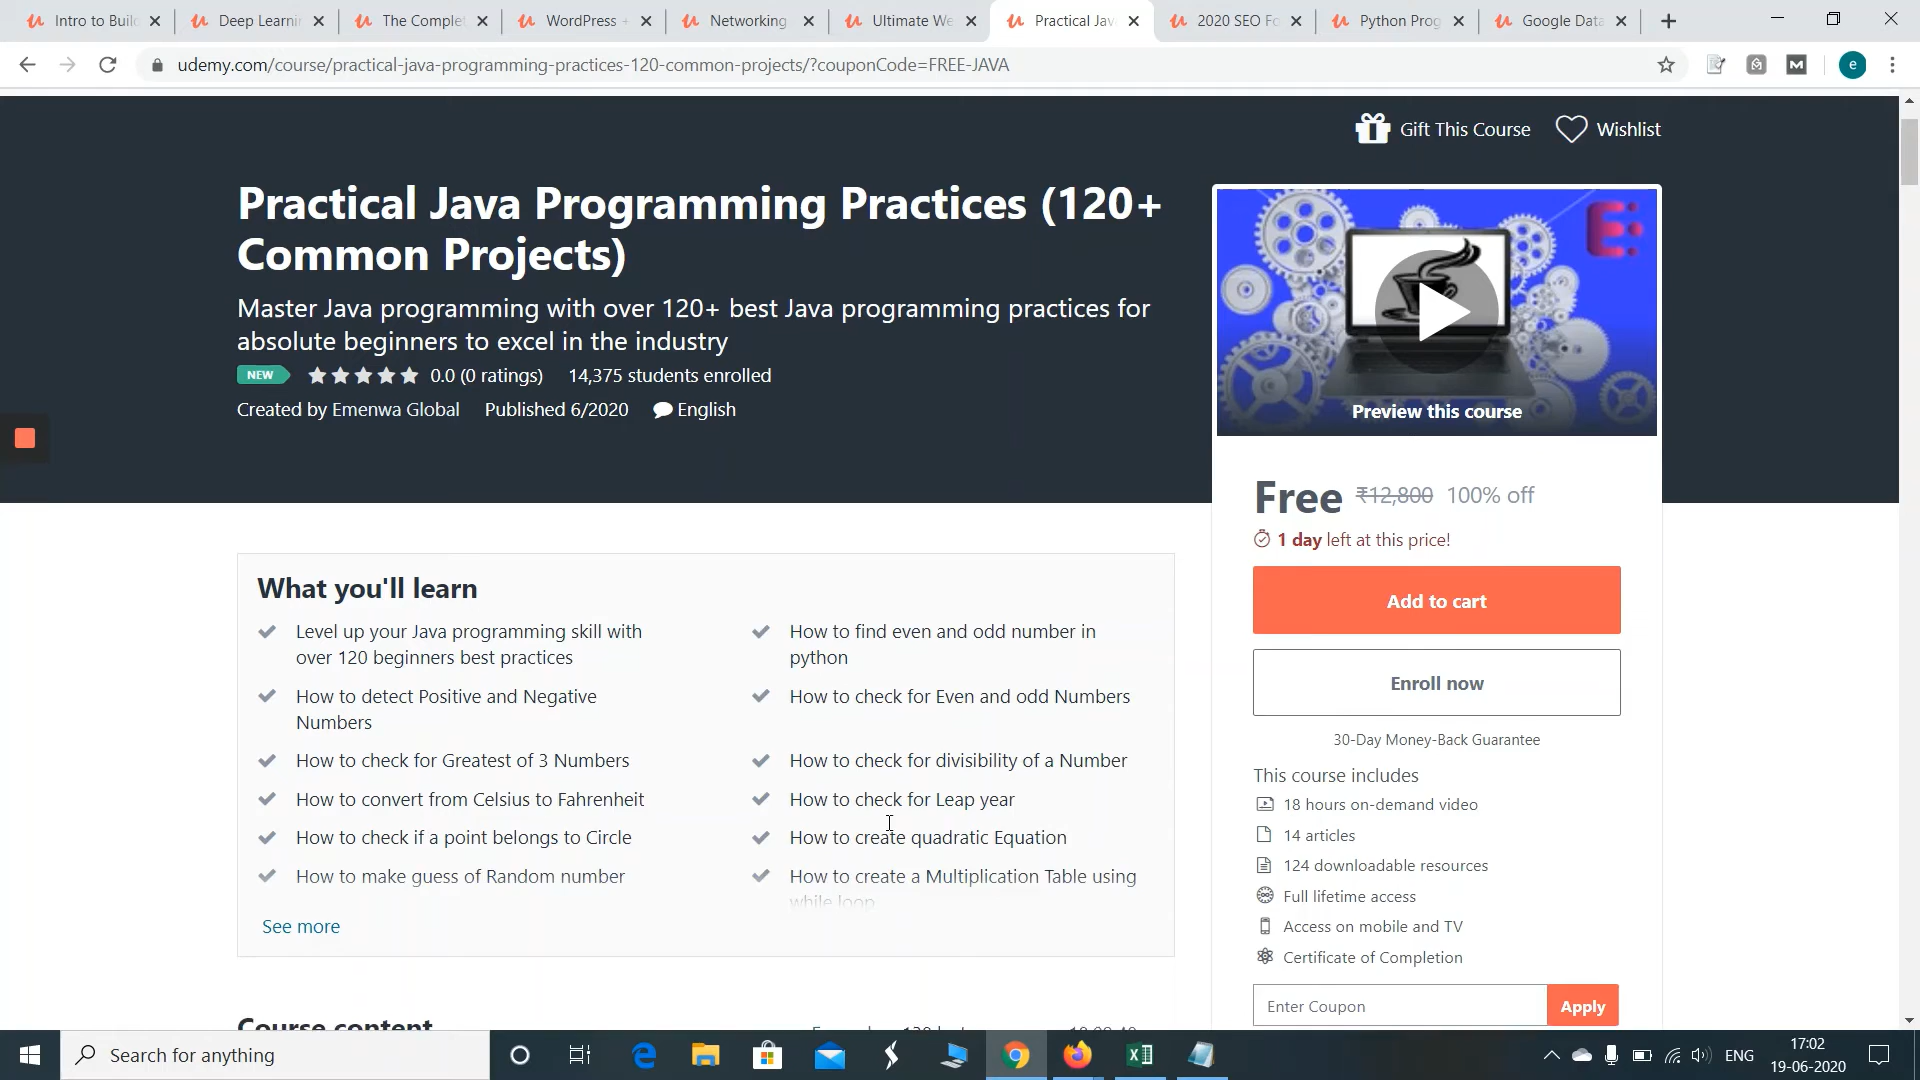 Intro to Buil
Deep Learni
The Complet
WordPress +
Networking
Ultimate We
Practical Jav
2020 SEO Fo
Python Prog
Google Data
udemy.com/course/practical-java-programming-practices-120-common-projects/?couponCode=FREE-JAVA
e
Gift This Course
Wishlist
Practical Java Programming Practices (120+
Common Projects)
Master Java programming with over 120+ best Java programming practices for
absolute beginners to excel in the industry
NEW
0.0 (0 ratings)
14,375 students enrolled
Created by Emenwa Global
Published 6/2020
English
Preview this course
Free ₹12,800 100% off
1 day left at this price!
Add to cart
Enroll now
30-Day Money-Back Guarantee
This course includes
18 hours on-demand video
14 articles
124 downloadable resources
Full lifetime access
Access on mobile and TV
Certificate of Completion
Enter Coupon
Apply
What you'll learn
Level up your Java programming skill with
over 120 beginners best practices
How to find even and odd number in
python
How to detect Positive and Negative
Numbers
How to check for Even and odd Numbers
How to check for Greatest of 3 Numbers
How to check for divisibility of a Number
How to convert from Celsius to Fahrenheit
How to check for Leap year
How to check if a point belongs to Circle
How to create quadratic Equation
How to make guess of Random number
How to create a Multiplication Table using
while loop
See more
Course content
Search for anything
ENG
17:02
19-06-2020